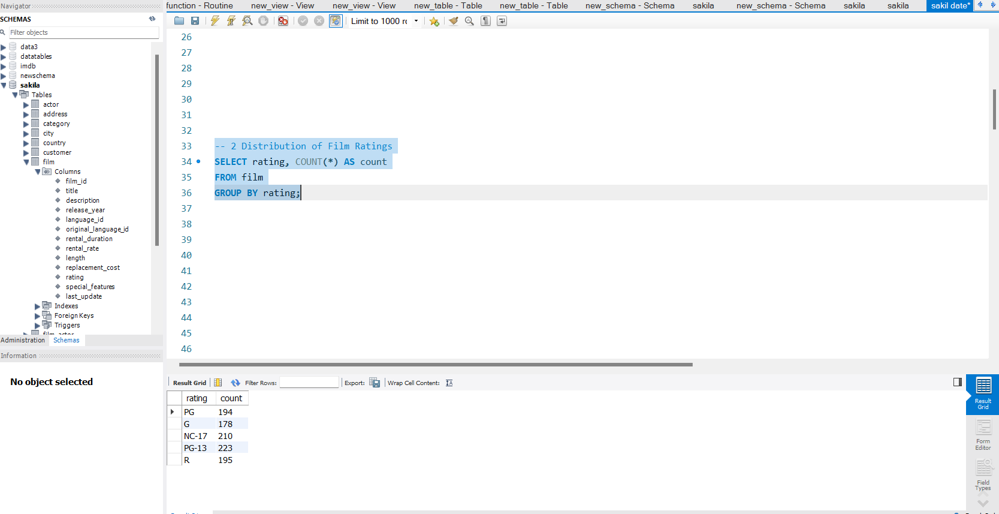 Navigator
SCHEMAS
Filter objects
data3
datatables
imdb
newschema
sakila
Tables
actor
address
category
city
country
customer
film
Columns
film_id
title
description
release_year
language_id
original_language_id
rental_duration
rental_rate
length
replacement_cost
rating
special_features
last_update
Indexes
Foreign Keys
Triggers
film_actor
Administration Schemas
Information
No object selected
function - Routine new_view - View new_view - View new_table - Table new_table - Table new_schema - Schema new_schema - Schema sakila sakila sakil date*
Limit to 1000 rc
26
27
28
29
30
31
32
33 -- 2 Distribution of Film Ratings
34 SELECT rating, COUNT(*) AS count
35 FROM film
36 GROUP BY rating;
37
38
39
40
41
42
43
44
45
46
Result Grid Filter Rows: Export: Wrap Cell Content: IA
rating count
PG 194
G 178
NC-17 210
PG-13 223
R 195
Result
Grid
Form
Editor
Field
Types